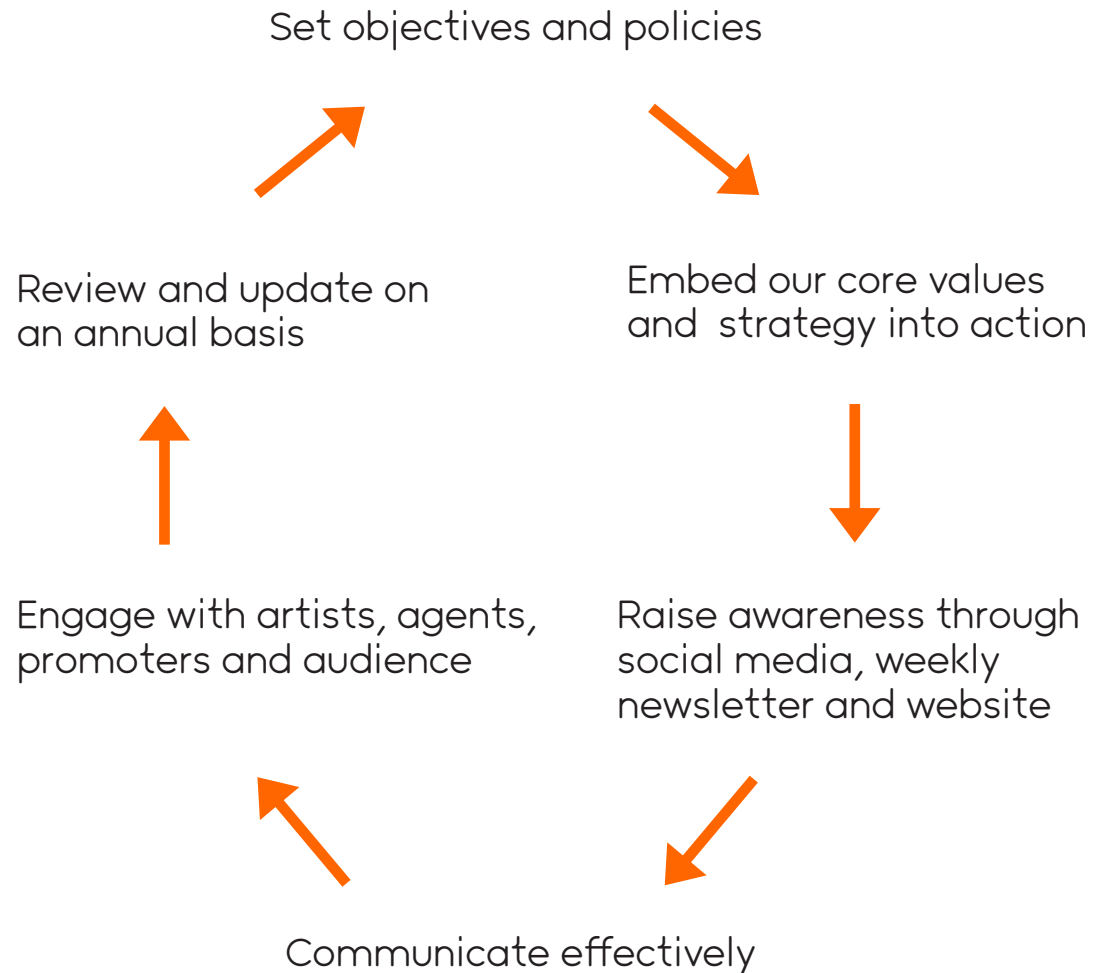 Set objectives and policies
Embed our core values
and  strategy into action
Raise awareness through
social media, weekly
newsletter and website
Communicate effectively
Engage with artists, agents,
promoters and audience
Review and update on
an annual basis